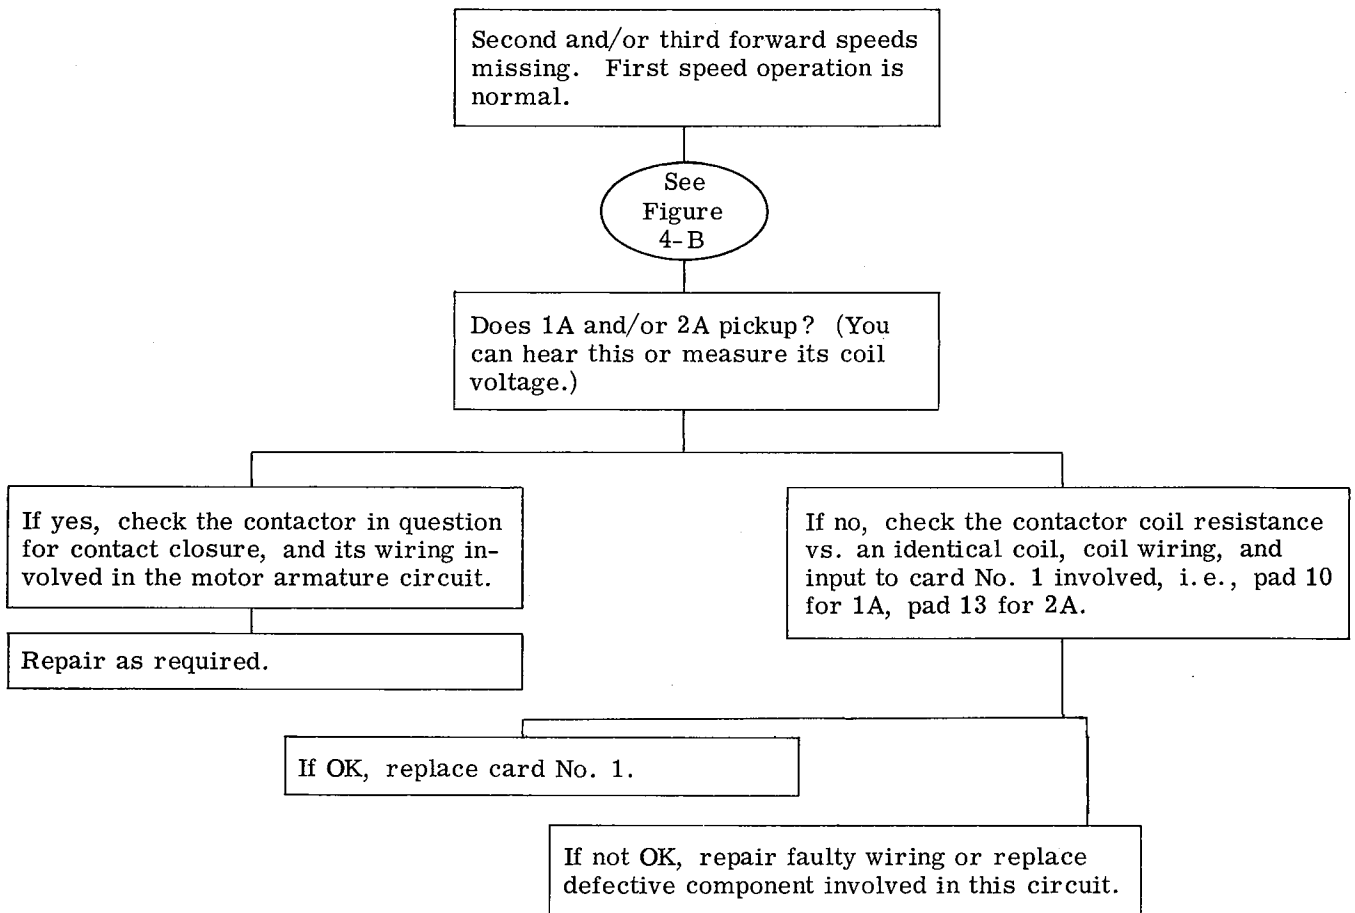 Second and/or third forward speeds
missing. First speed operation is
normal.
See
Figure
4-B
Does 1A and/or 2A pickup? (You
can hear this or measure its coil
voltage.)
If yes, check the contactor in question
for contact closure, and its wiring in-
volved in the motor armature circuit.
Repair as required.
If no, check the contactor coil resistance
vs. an identical coil, coil wiring, and
input to card No. 1 involved, i.e., pad 10
for 1A, pad 13 for 2A.
If OK, replace card No. 1.
If not OK, repair faulty wiring or replace
defective component involved in this circuit.